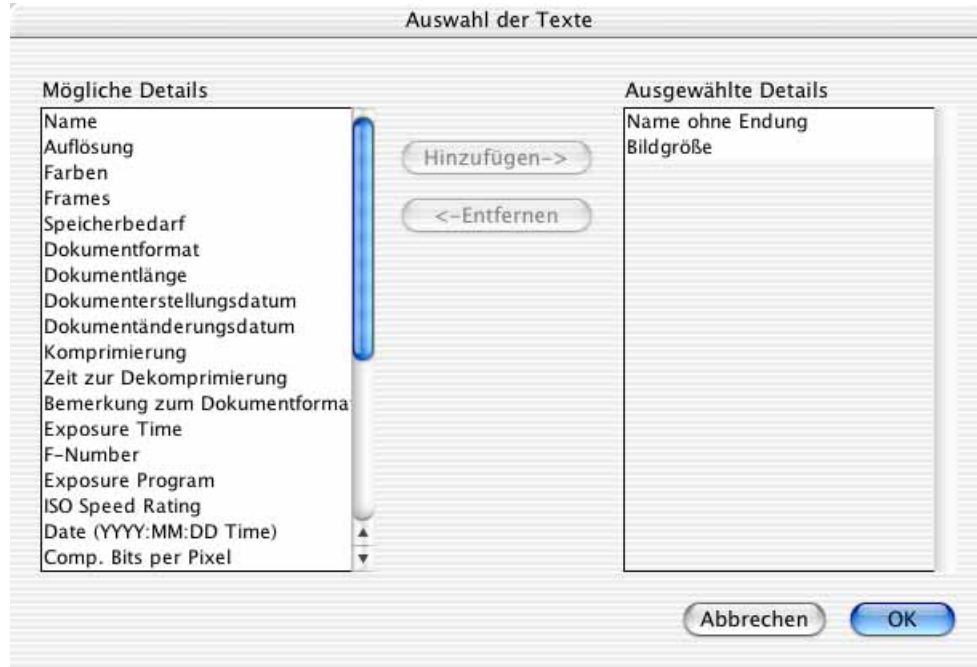 Auswahl der Texte
Mögliche Details
Name
Auflösung
Farben
Frames
Speicherbedarf
Dokumentformat
Dokumentlänge
Dokumenterstellungsdatum
Dokumentänderungsdatum
Komprimierung
Zeit zur Dekomprimierung
Bemerkung zum Dokumentforma
Exposure Time
F-Number
Exposure Program
ISO Speed Rating
Date (YYYY:MM:DD Time)
Comp. Bits per Pixel
Hinzufügen->
<-Entfernen
Ausgewählte Details
Name ohne Endung
Bildgröße
Abbrechen
OK